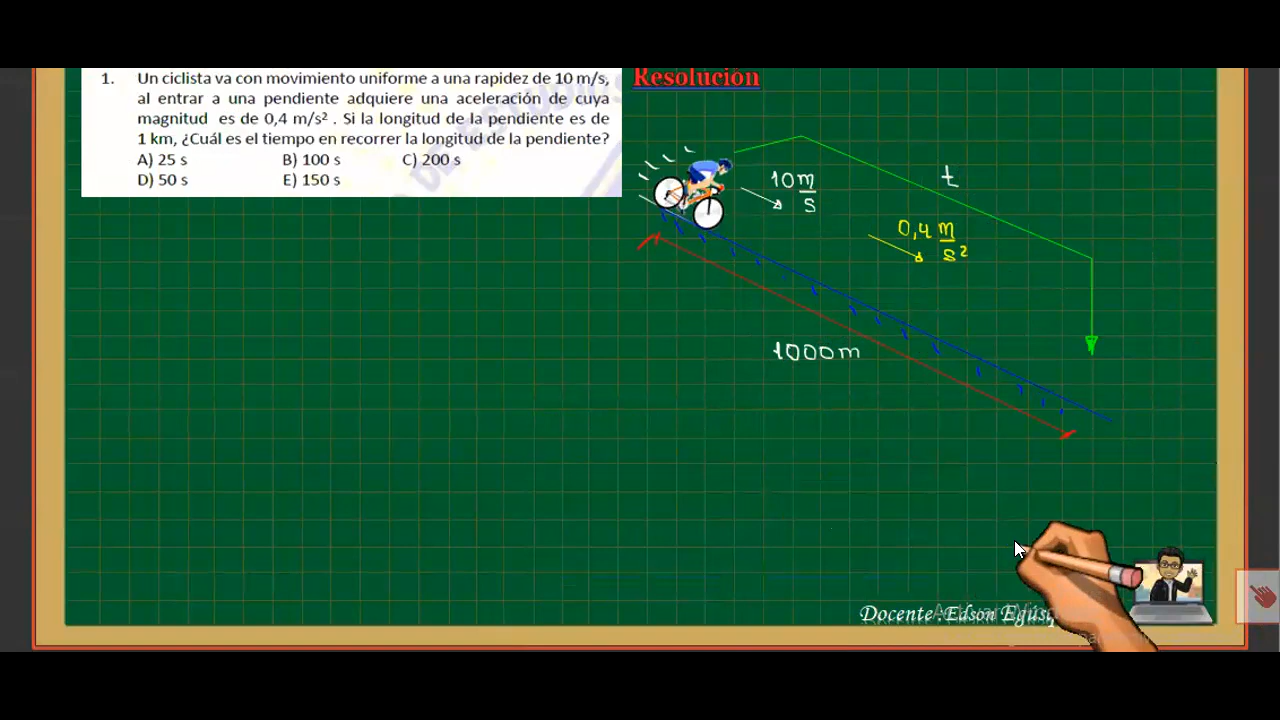 1. Un ciclista va con movimiento uniforme a una rapidez de 10 m/s,
al entrar a una pendiente adquiere una aceleración de cuya
magnitud es de 0,4 m/s². Si la longitud de la pendiente es de
1 km, ¿Cuál es el tiempo en recorrer la longitud de la pendiente?
A) 25 s B) 100 s C) 200 s
D) 50 s E) 150 s
DE ESTUDIOS
Resolución
10 m/s
t
0,4 m/s²
1000m
Docente : Edson